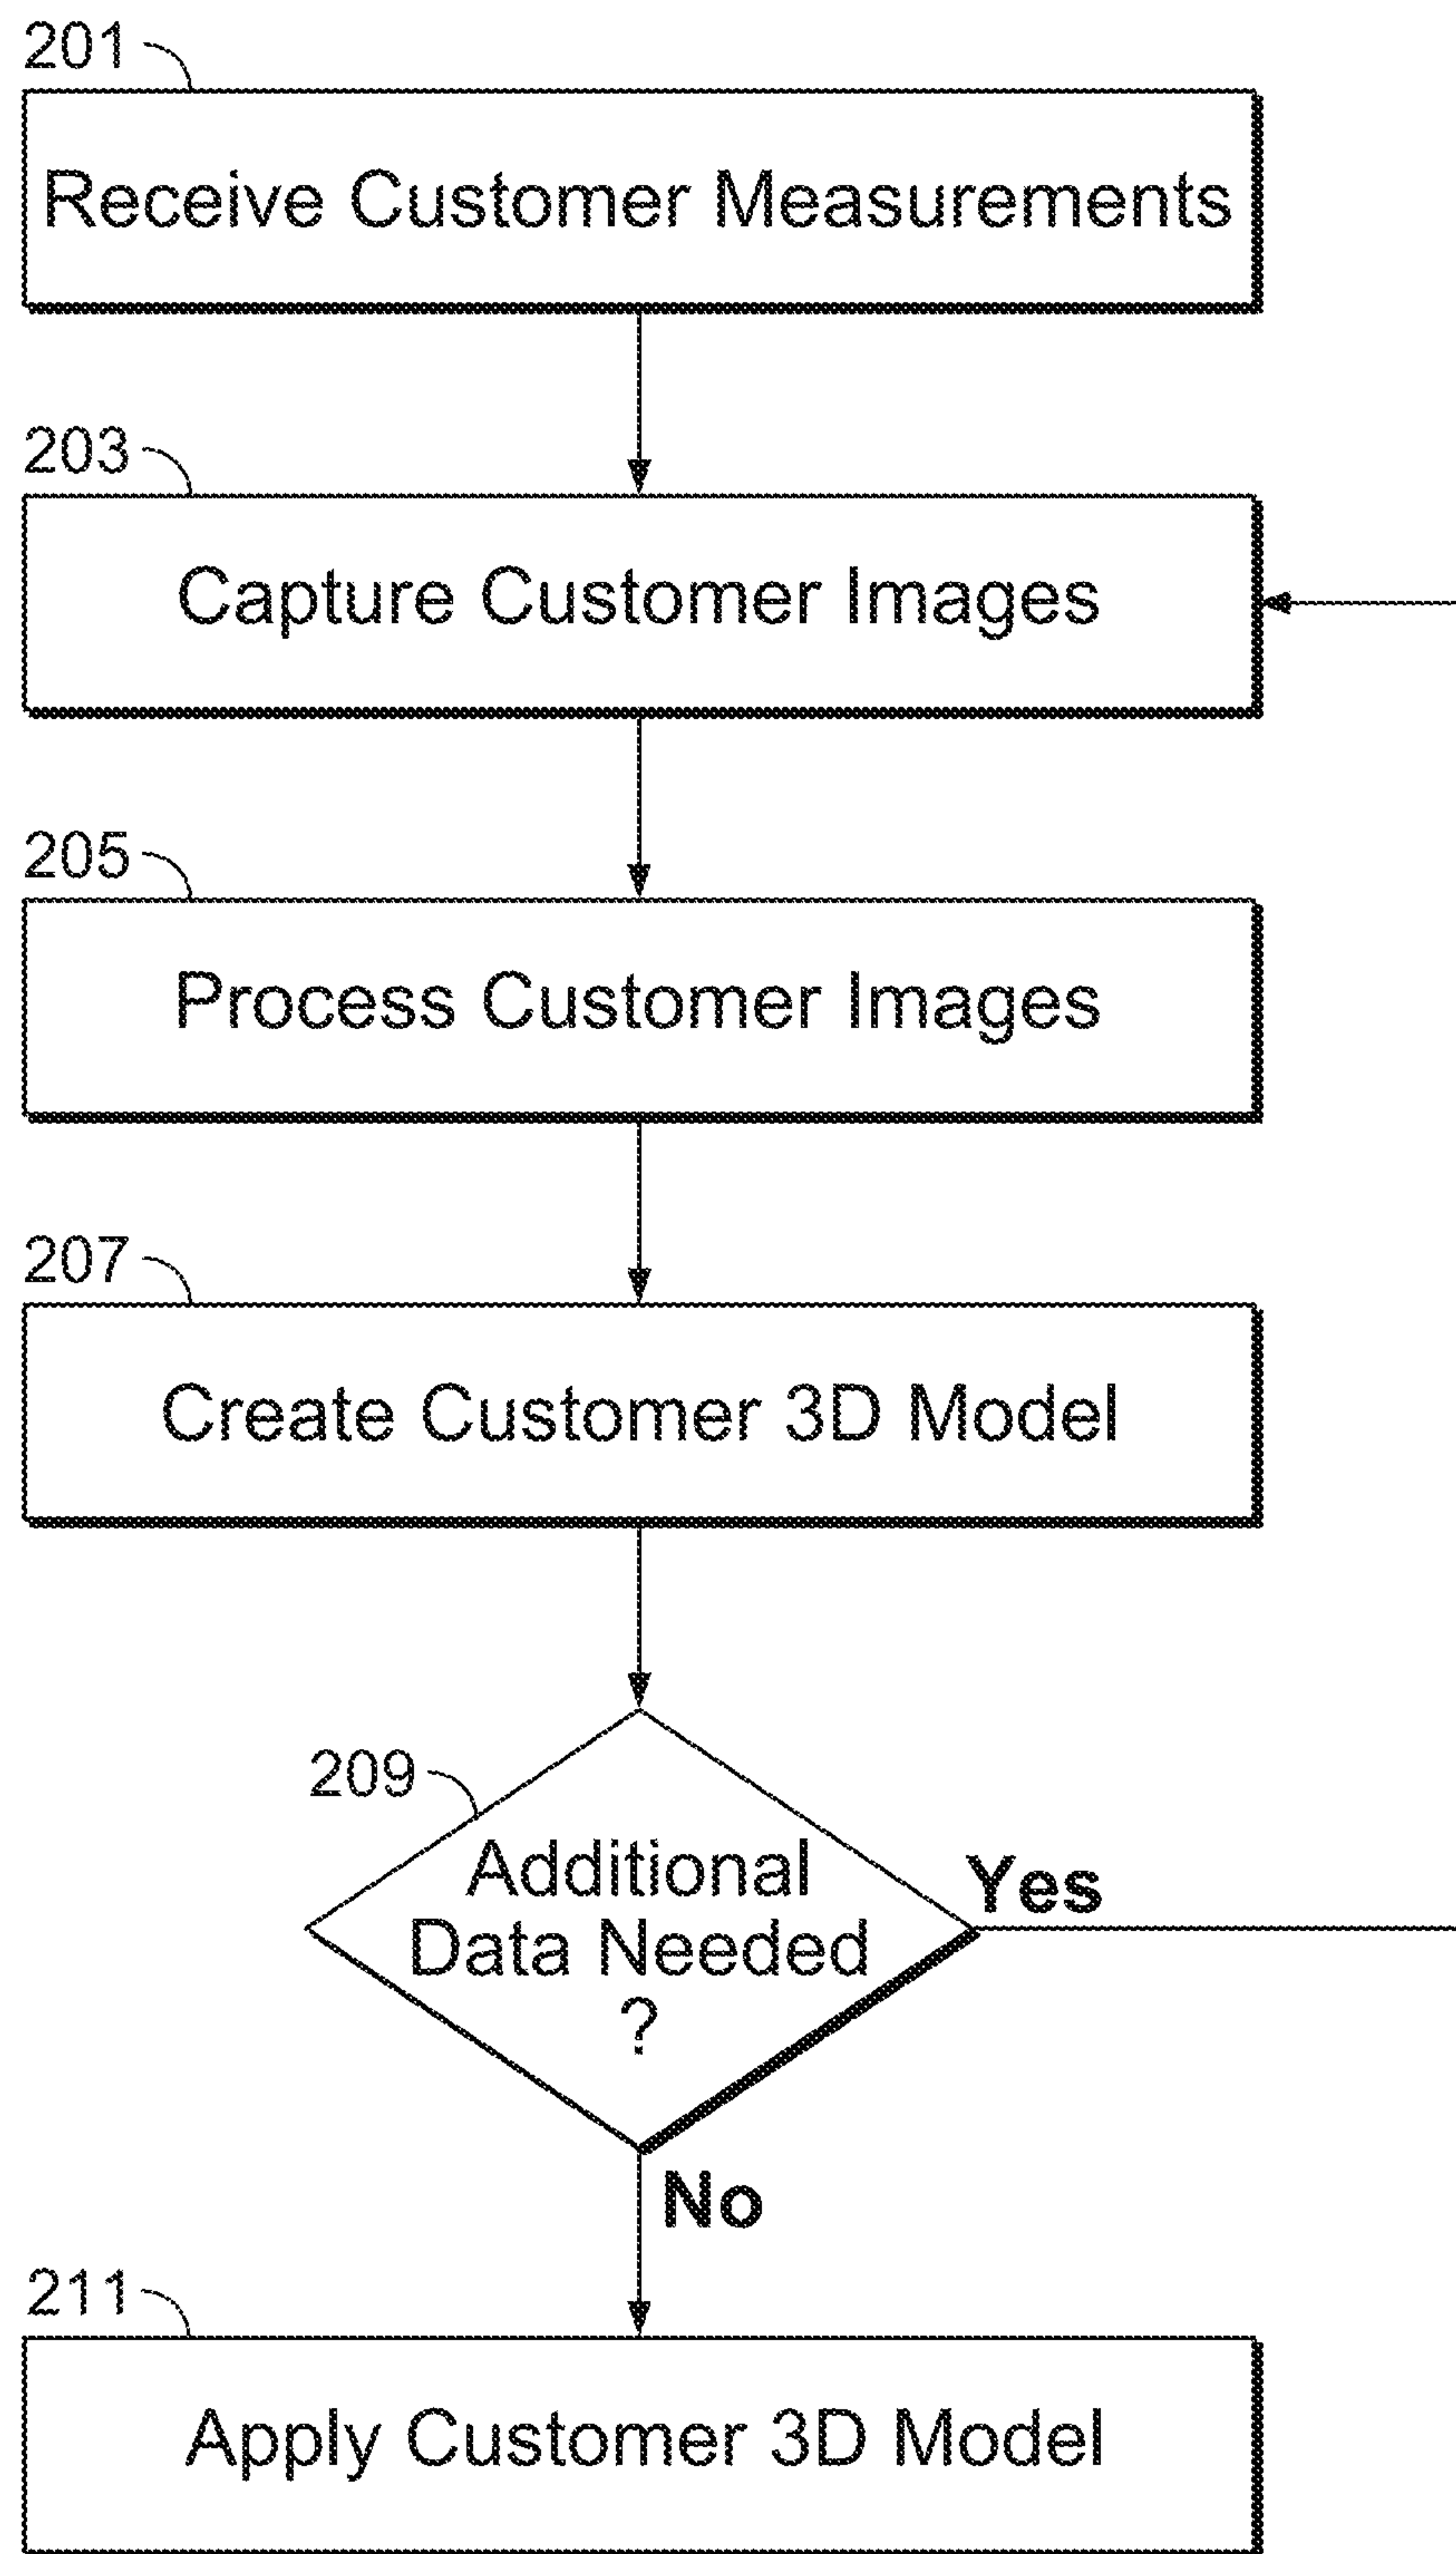 201
Receive Customer Measurements
203
Capture Customer Images
205
Process Customer Images
207
Create Customer 3D Model
209
Additional
Data Needed
?
Yes
No
211
Apply Customer 3D Model